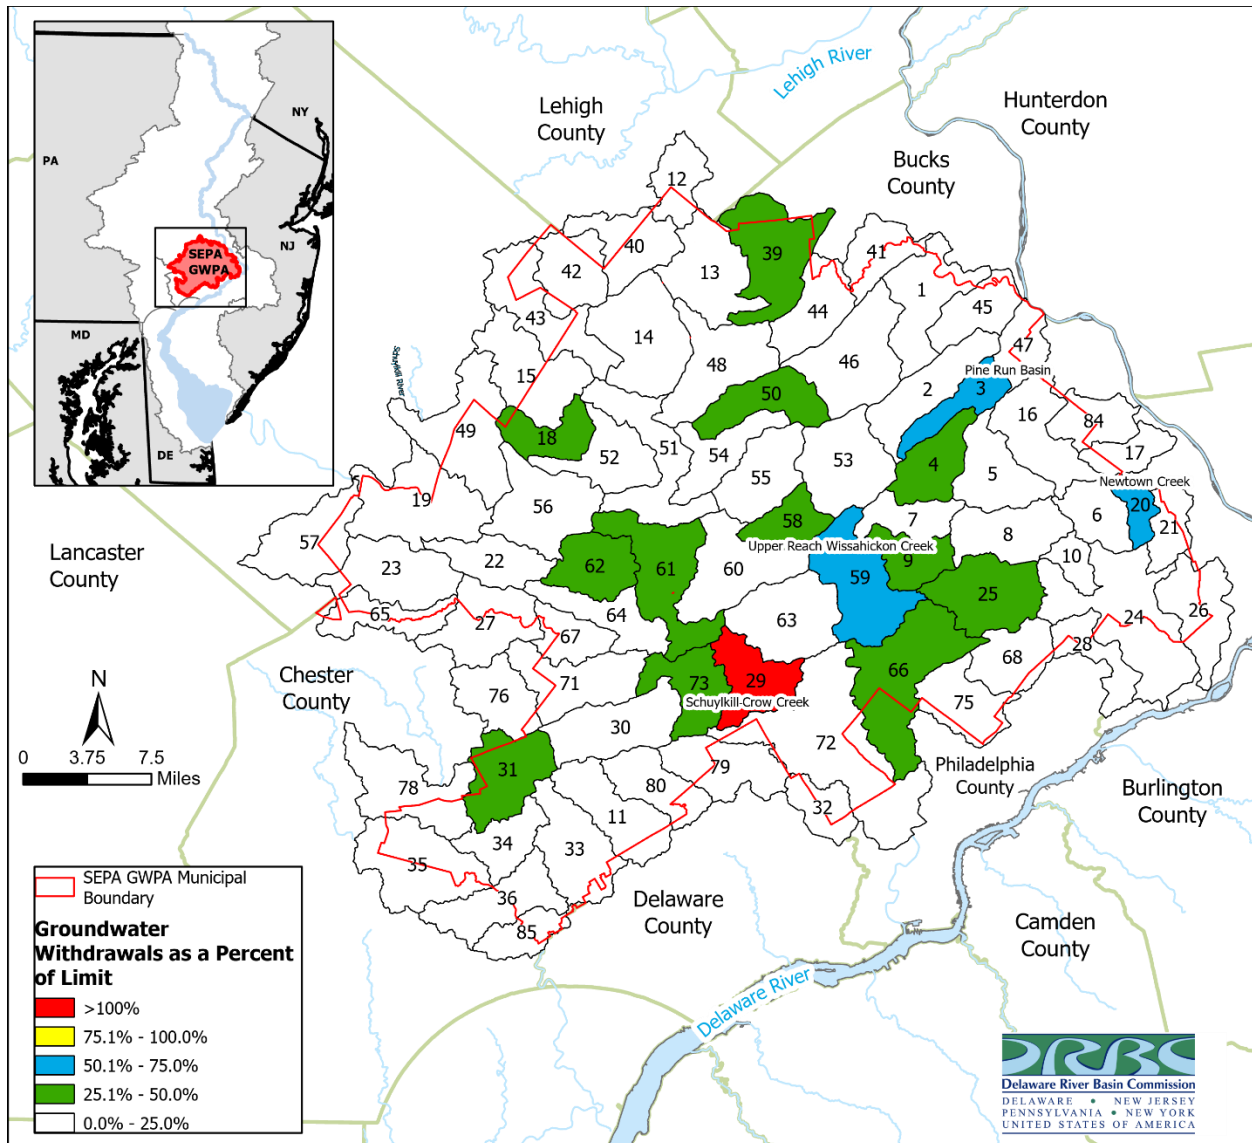 NY
PA
NJ
SEPA
GWPA
MD
DE
Lehigh River
Lehigh
County
Hunterdon
County
Bucks
County
12
39
41
40
42
13
1
44
45
43
14
47
46
48
Schuylkill River
15
Pine Run Basin
2
3
50
16
84
49
18
51
54
53
52
55
4
5
17
Newtown Creek
19
56
20
6
21
58
7
8
57
Upper Reach Wissahickon Creek
Lancaster
County
22
62
61
60
9
10
23
59
25
65
64
63
27
67
24
26
28
68
Chester
County
N
71
73
29
66
76
75
Schuylkill-Crow Creek
30
72
0 3.75 7.5
Miles
31
79
Philadelphia
County
78
80
Burlington
County
11
32
34
33
35
36
85
Delaware
County
Camden
County
Delaware River
SEPA GWPA Municipal
Boundary
Groundwater
Withdrawals as a Percent
of Limit
>100%
75.1% - 100.0%
50.1% - 75.0%
25.1% - 50.0%
0.0% - 25.0%
DRBC
Delaware River Basin Commission
DELAWARE • NEW JERSEY
PENNSYLVANIA • NEW YORK
UNITED STATES OF AMERICA